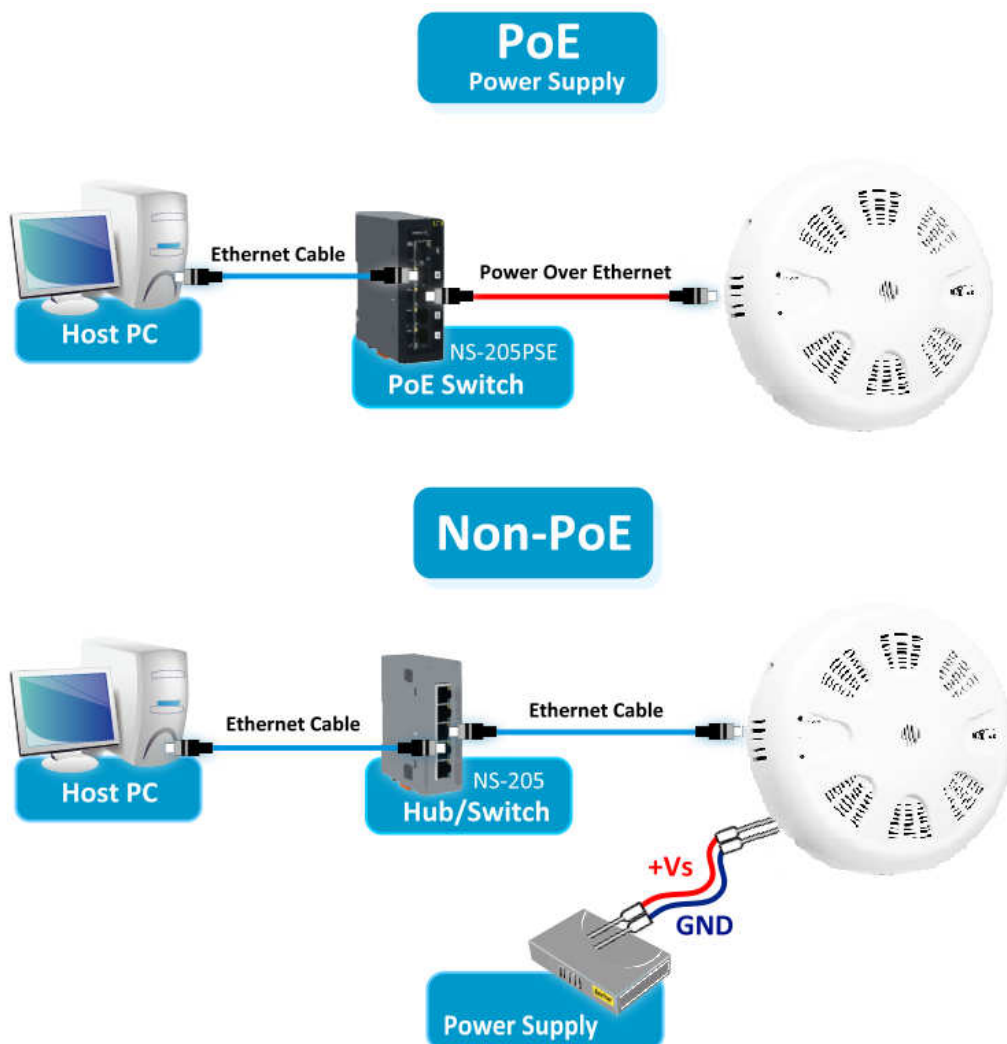 PoE
Power Supply
Ethernet Cable
Power Over Ethernet
Host PC
NS-205PSE
PoE Switch
Non-PoE
Ethernet Cable
Ethernet Cable
Host PC
NS-205
Hub/Switch
+Vs
GND
Power Supply